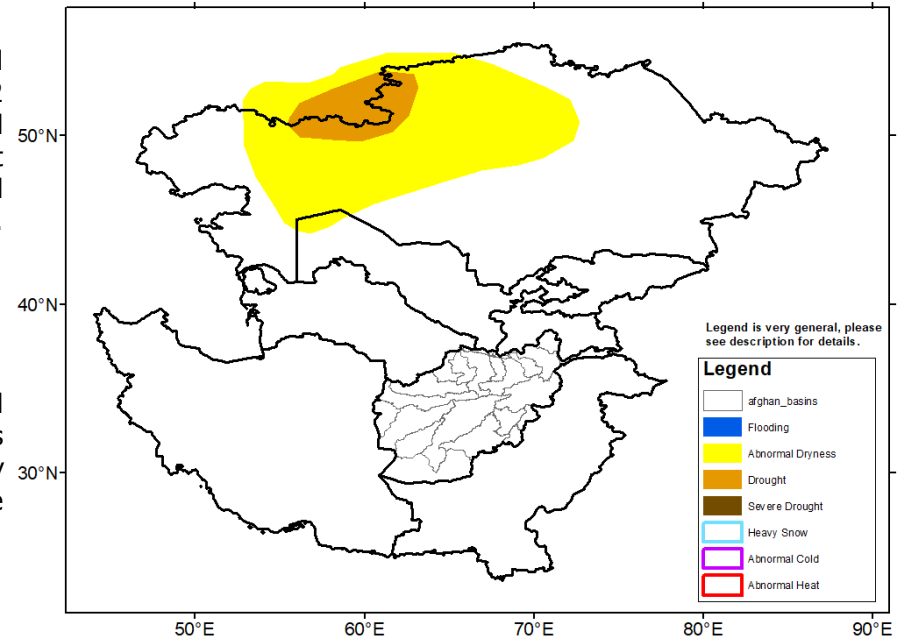 50°N
40°N
30°N
Legend is very general, please
see description for details.
Legend
afghan_basins
Flooding
Abnormal Dryness
Drought
Severe Drought
Heavy Snow
Abnormal Cold
Abnormal Heat
50°E
60°E
70°E
80°E
90°E